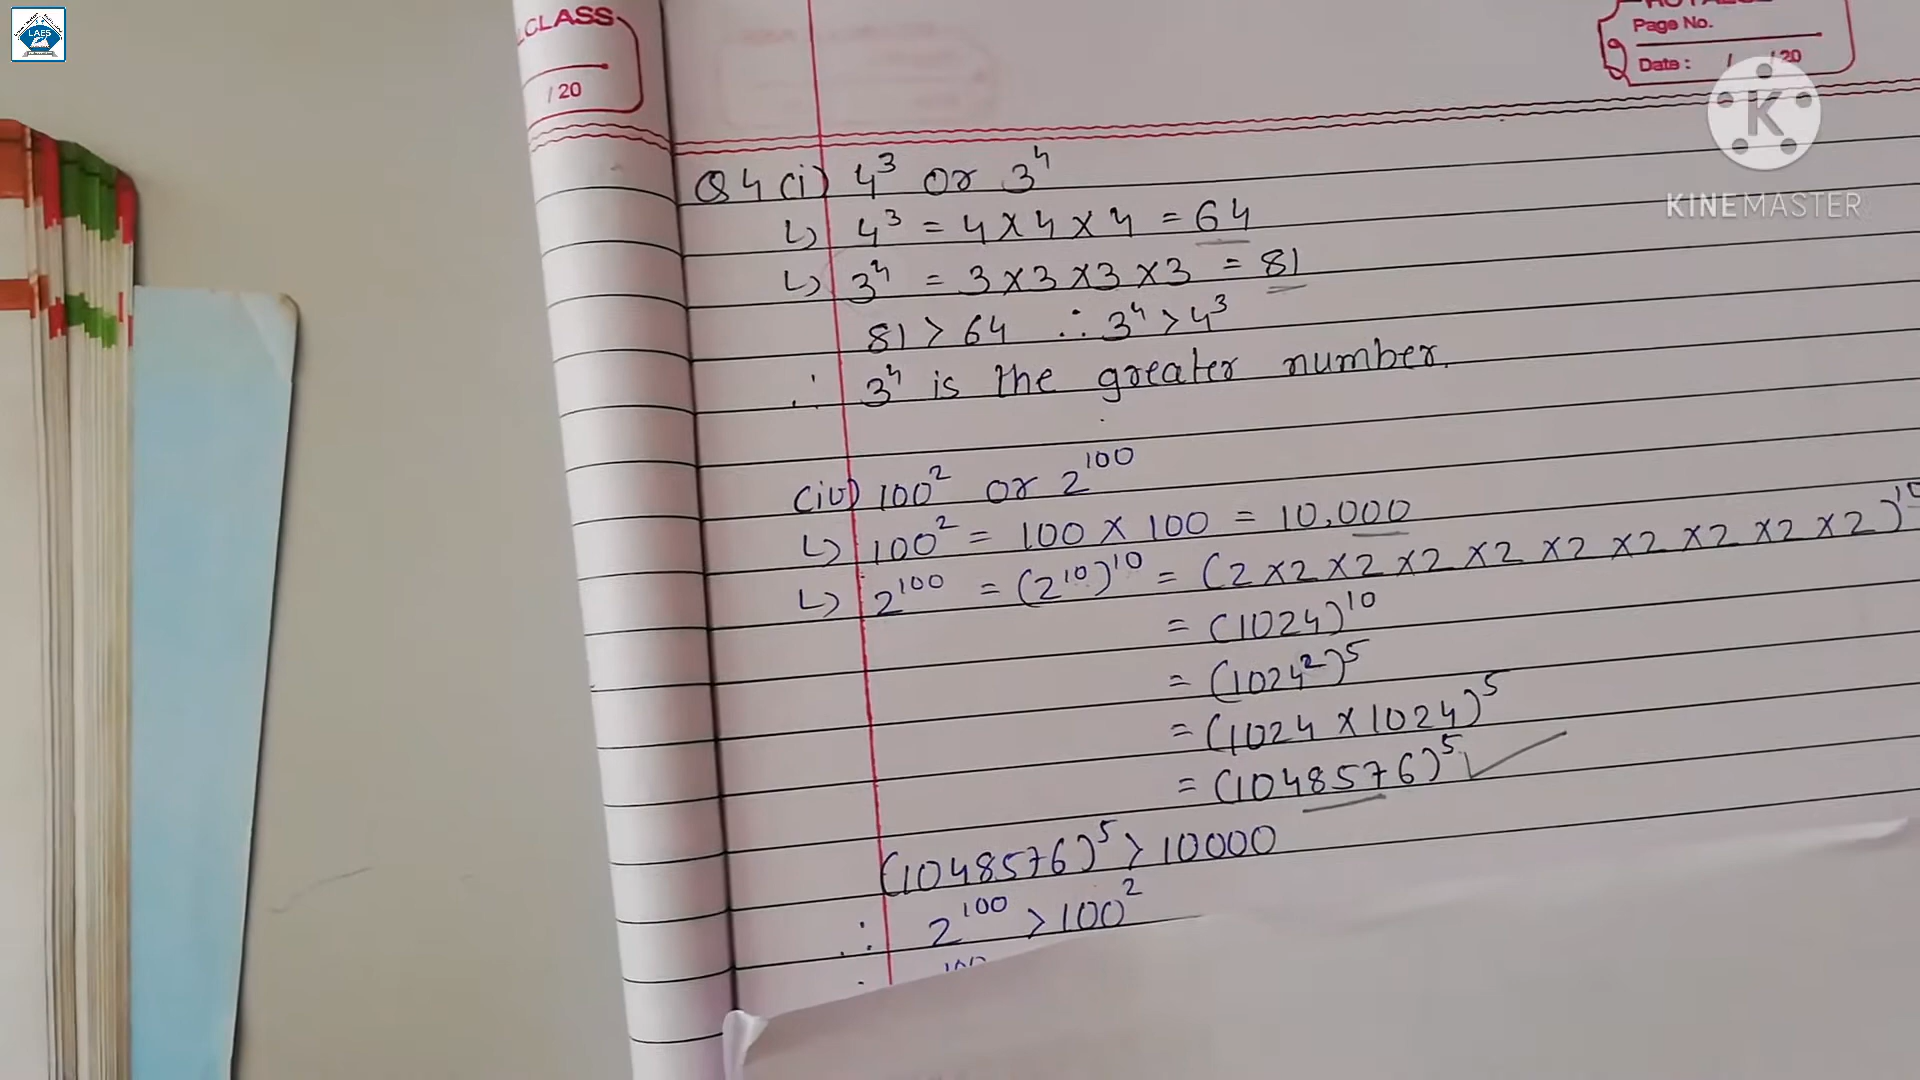 LAES
CLASS
/ 20
Page No.
Date : / / 20
K
KINEMASTER
Q4 (i) 4³ or 3⁴
↳ 4³ = 4 × 4 × 4 = 64
↳ 3⁴ = 3 × 3 × 3 × 3 = 81
81 > 64 ∴ 3⁴ > 4³
∴ 3⁴ is the greater number.
(iv) 100² or 2¹⁰⁰
↳ 100² = 100 × 100 = 10,000
↳ 2¹⁰⁰ = (2¹⁰)¹⁰ = (2 × 2 × 2 × 2 × 2 × 2 × 2 × 2 × 2 × 2)¹⁰
= (1024)¹⁰
= (1024²)⁵
= (1024 × 1024)⁵
= (1048576)⁵
(1048576)⁵ > 10000
∴ 2¹⁰⁰ > 100²